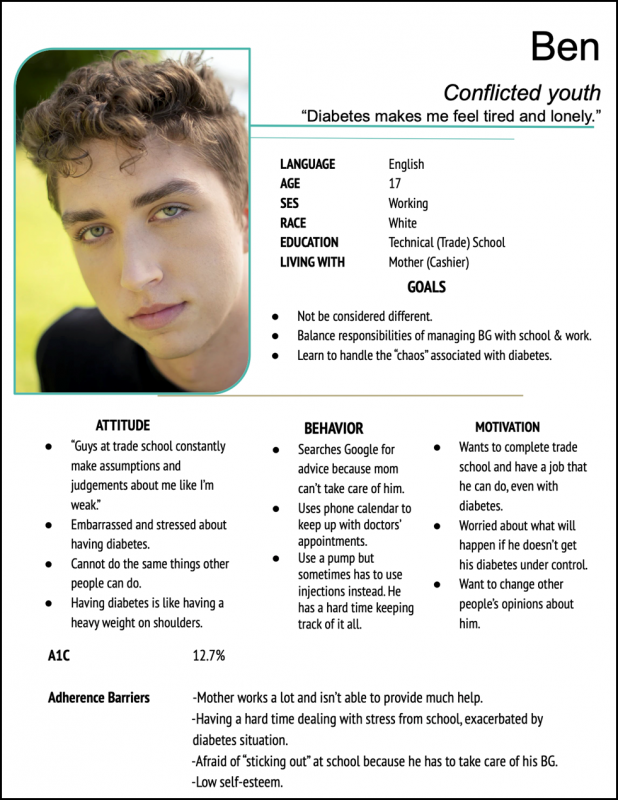 Ben
Conflicted youth
“Diabetes makes me feel tired and lonely.”
LANGUAGE English
AGE 17
SES Working
RACE White
EDUCATION Technical (Trade) School
LIVING WITH Mother (Cashier)
GOALS
● Not be considered different.
● Balance responsibilities of managing BG with school & work.
● Learn to handle the “chaos” associated with diabetes.
ATTITUDE
● “Guys at trade school constantly
make assumptions and
judgements about me like I’m
weak.”
● Embarrassed and stressed about
having diabetes.
● Cannot do the same things other
people can do.
● Having diabetes is like having a
heavy weight on shoulders.
BEHAVIOR
● Searches Google for
advice because mom
can’t take care of him.
● Uses phone calendar to
keep up with doctors’
appointments.
● Use a pump but
sometimes has to use
injections instead. He
has a hard time keeping
track of it all.
MOTIVATION
● Wants to complete trade
school and have a job that
he can do, even with
diabetes.
● Worried about what will
happen if he doesn’t get
his diabetes under control.
● Want to change other
people’s opinions about
him.
A1C 12.7%
Adherence Barriers -Mother works a lot and isn’t able to provide much help.
-Having a hard time dealing with stress from school, exacerbated by
diabetes situation.
-Afraid of “sticking out” at school because he has to take care of his BG.
-Low self-esteem.